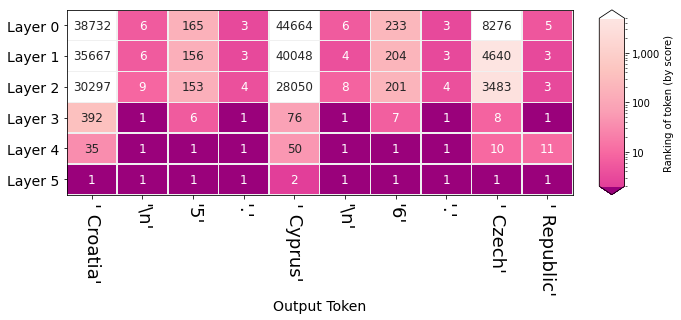 Layer 0 38732 6 165 3 44664 6 233 3 8276 5
Layer 1 35667 6 156 3 40048 4 204 3 4640 3
Layer 2 30297 9 153 4 28050 8 201 4 3483 3
Layer 3 392 1 6 1 76 1 7 1 8 1
Layer 4 35 1 1 1 50 1 1 1 10 11
Layer 5 1 1 1 1 2 1 1 1 1 1
' Croatia' '\n' '5' '.' ' Cyprus' '\n' '6' '.' ' Czech' ' Republic'
Output Token
1,000
100
10
Ranking of token (by score)